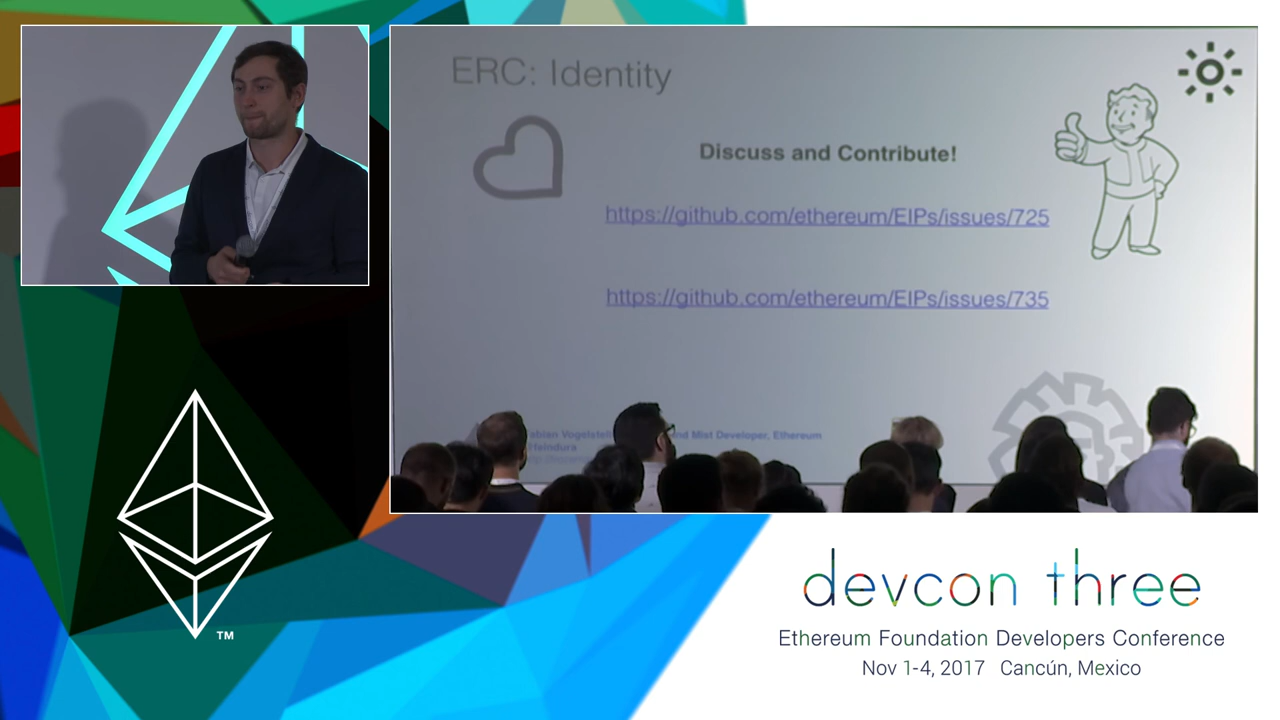 ERC: Identity
Discuss and Contribute!
https://github.com/ethereum/EIPs/issues/725
https://github.com/ethereum/EIPs/issues/735
Mist Developer, Ethereum
TM
devcon three
Ethereum Foundation Developers Conference
Nov 1-4, 2017 Cancún, Mexico